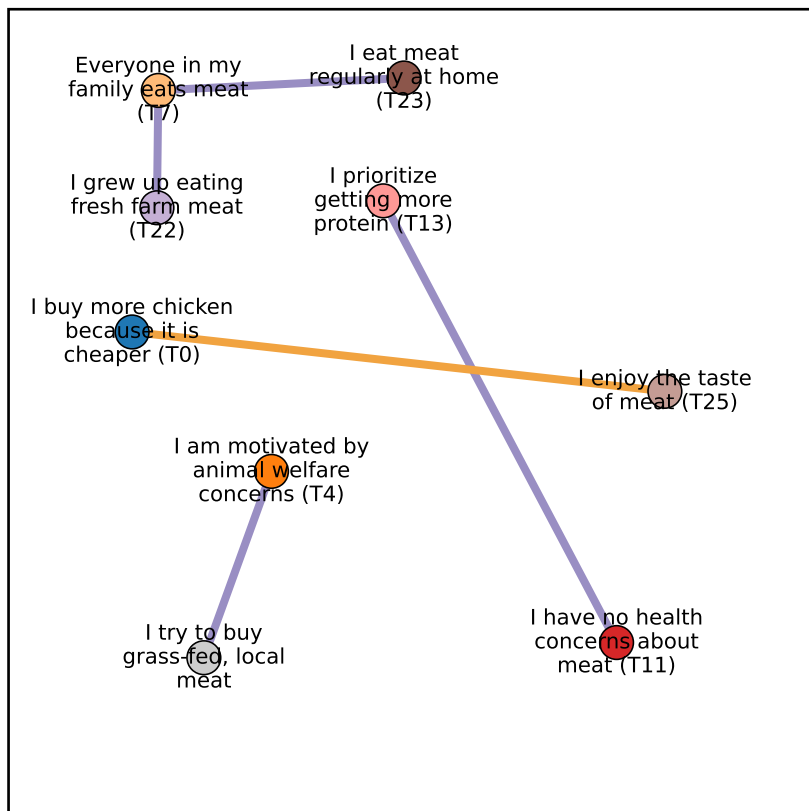 Everyone in my
family eats meat
(T7)
I eat meat
regularly at home
(T23)
I grew up eating
fresh farm meat
(T22)
I prioritize
getting more
protein (T13)
I buy more chicken
because it is
cheaper (T0)
I enjoy the taste
of meat (T25)
I am motivated by
animal welfare
concerns (T4)
I try to buy
grass-fed, local
meat
I have no health
concerns about
meat (T11)